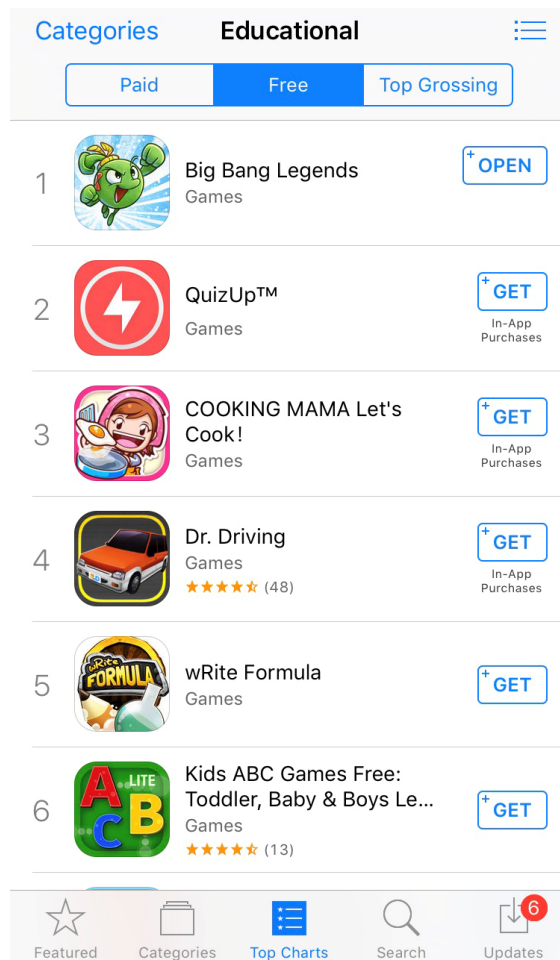 Categories Educational
Paid Free Top Grossing
1
Big Bang Legends
Games
+ OPEN
2
QuizUp™
Games
+ GET
In-App
Purchases
3
COOKING MAMA Let's
Cook!
Games
+ GET
In-App
Purchases
4
Dr. Driving
Games
(48)
+ GET
In-App
Purchases
5
wRite
FORMULA
wRite Formula
Games
+ GET
6
A LITE
B
C
Kids ABC Games Free:
Toddler, Baby & Boys Le...
Games
(13)
+ GET
6
Featured Categories Top Charts Search Updates